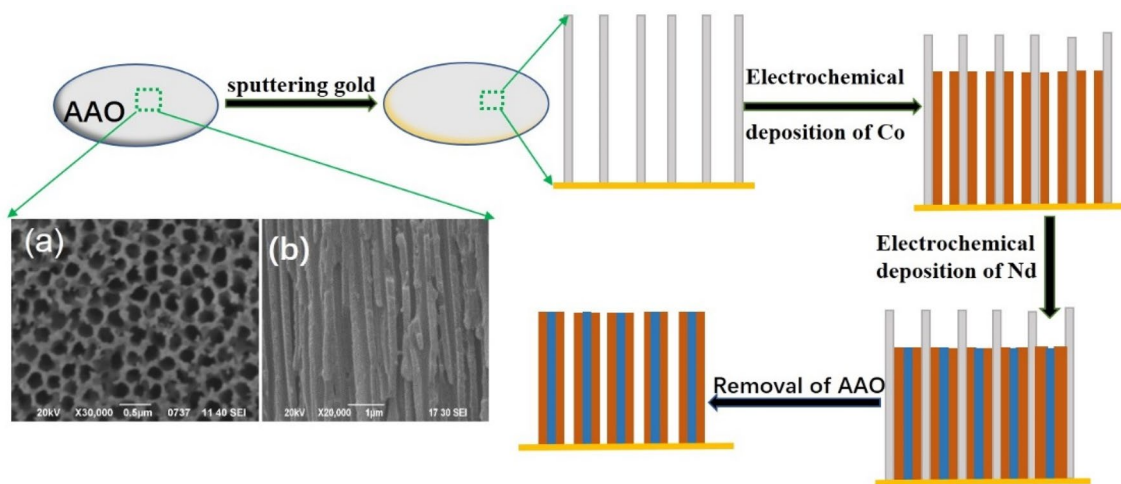 AAO
sputtering gold
Electrochemical
deposition of Co
Electrochemical
deposition of Nd
Removal of AAO
(a)
20kV X30,000 0.5μm 0737 11 40 SEI
(b)
20kV X20,000 1μm 17 30 SEI